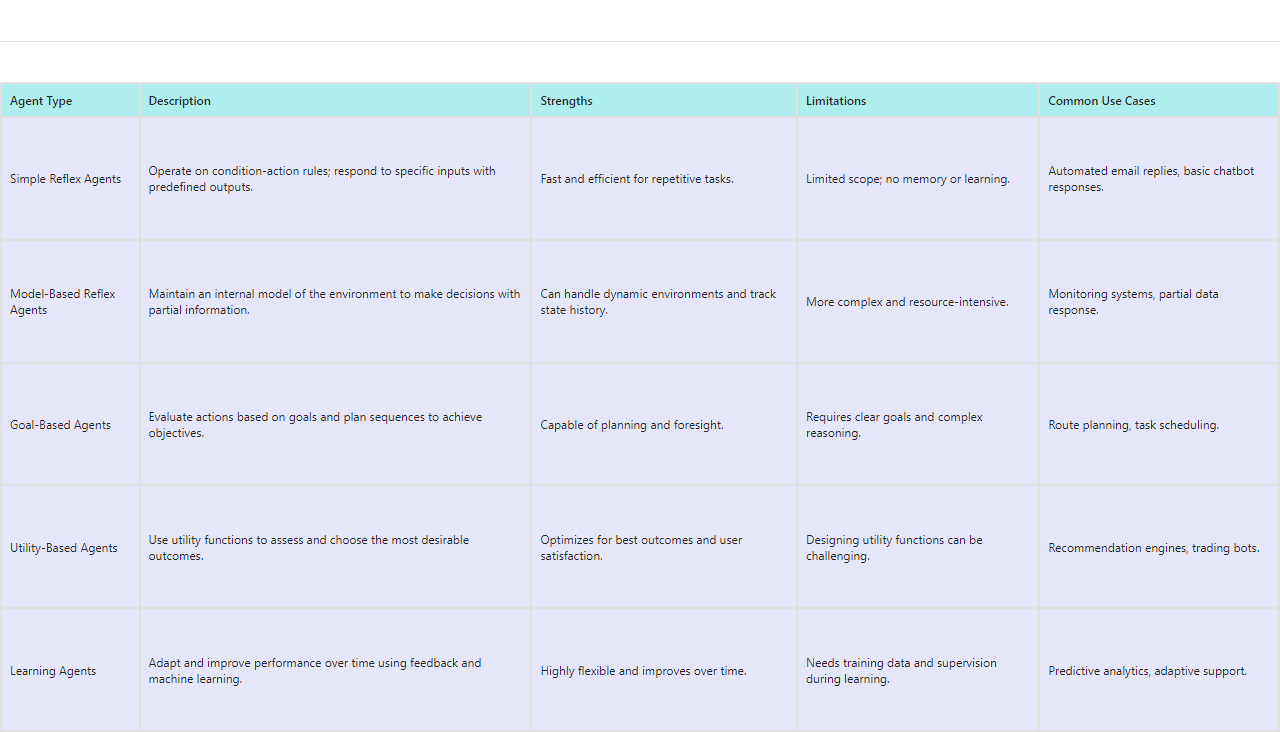 Agent Type
Description
Strengths
Limitations
Common Use Cases
Simple Reflex Agents
Operate on condition-action rules; respond to specific inputs with
predefined outputs.
Fast and efficient for repetitive tasks.
Limited scope; no memory or learning.
Automated email replies, basic chatbot
responses.
Model-Based Reflex
Agents
Maintain an internal model of the environment to make decisions with
partial information.
Can handle dynamic environments and track
state history.
More complex and resource-intensive.
Monitoring systems, partial data
response.
Goal-Based Agents
Evaluate actions based on goals and plan sequences to achieve
objectives.
Capable of planning and foresight.
Requires clear goals and complex
reasoning.
Route planning, task scheduling.
Utility-Based Agents
Use utility functions to assess and choose the most desirable
outcomes.
Optimizes for best outcomes and user
satisfaction.
Designing utility functions can be
challenging.
Recommendation engines, trading bots.
Learning Agents
Adapt and improve performance over time using feedback and
machine learning.
Highly flexible and improves over time.
Needs training data and supervision
during learning.
Predictive analytics, adaptive support.